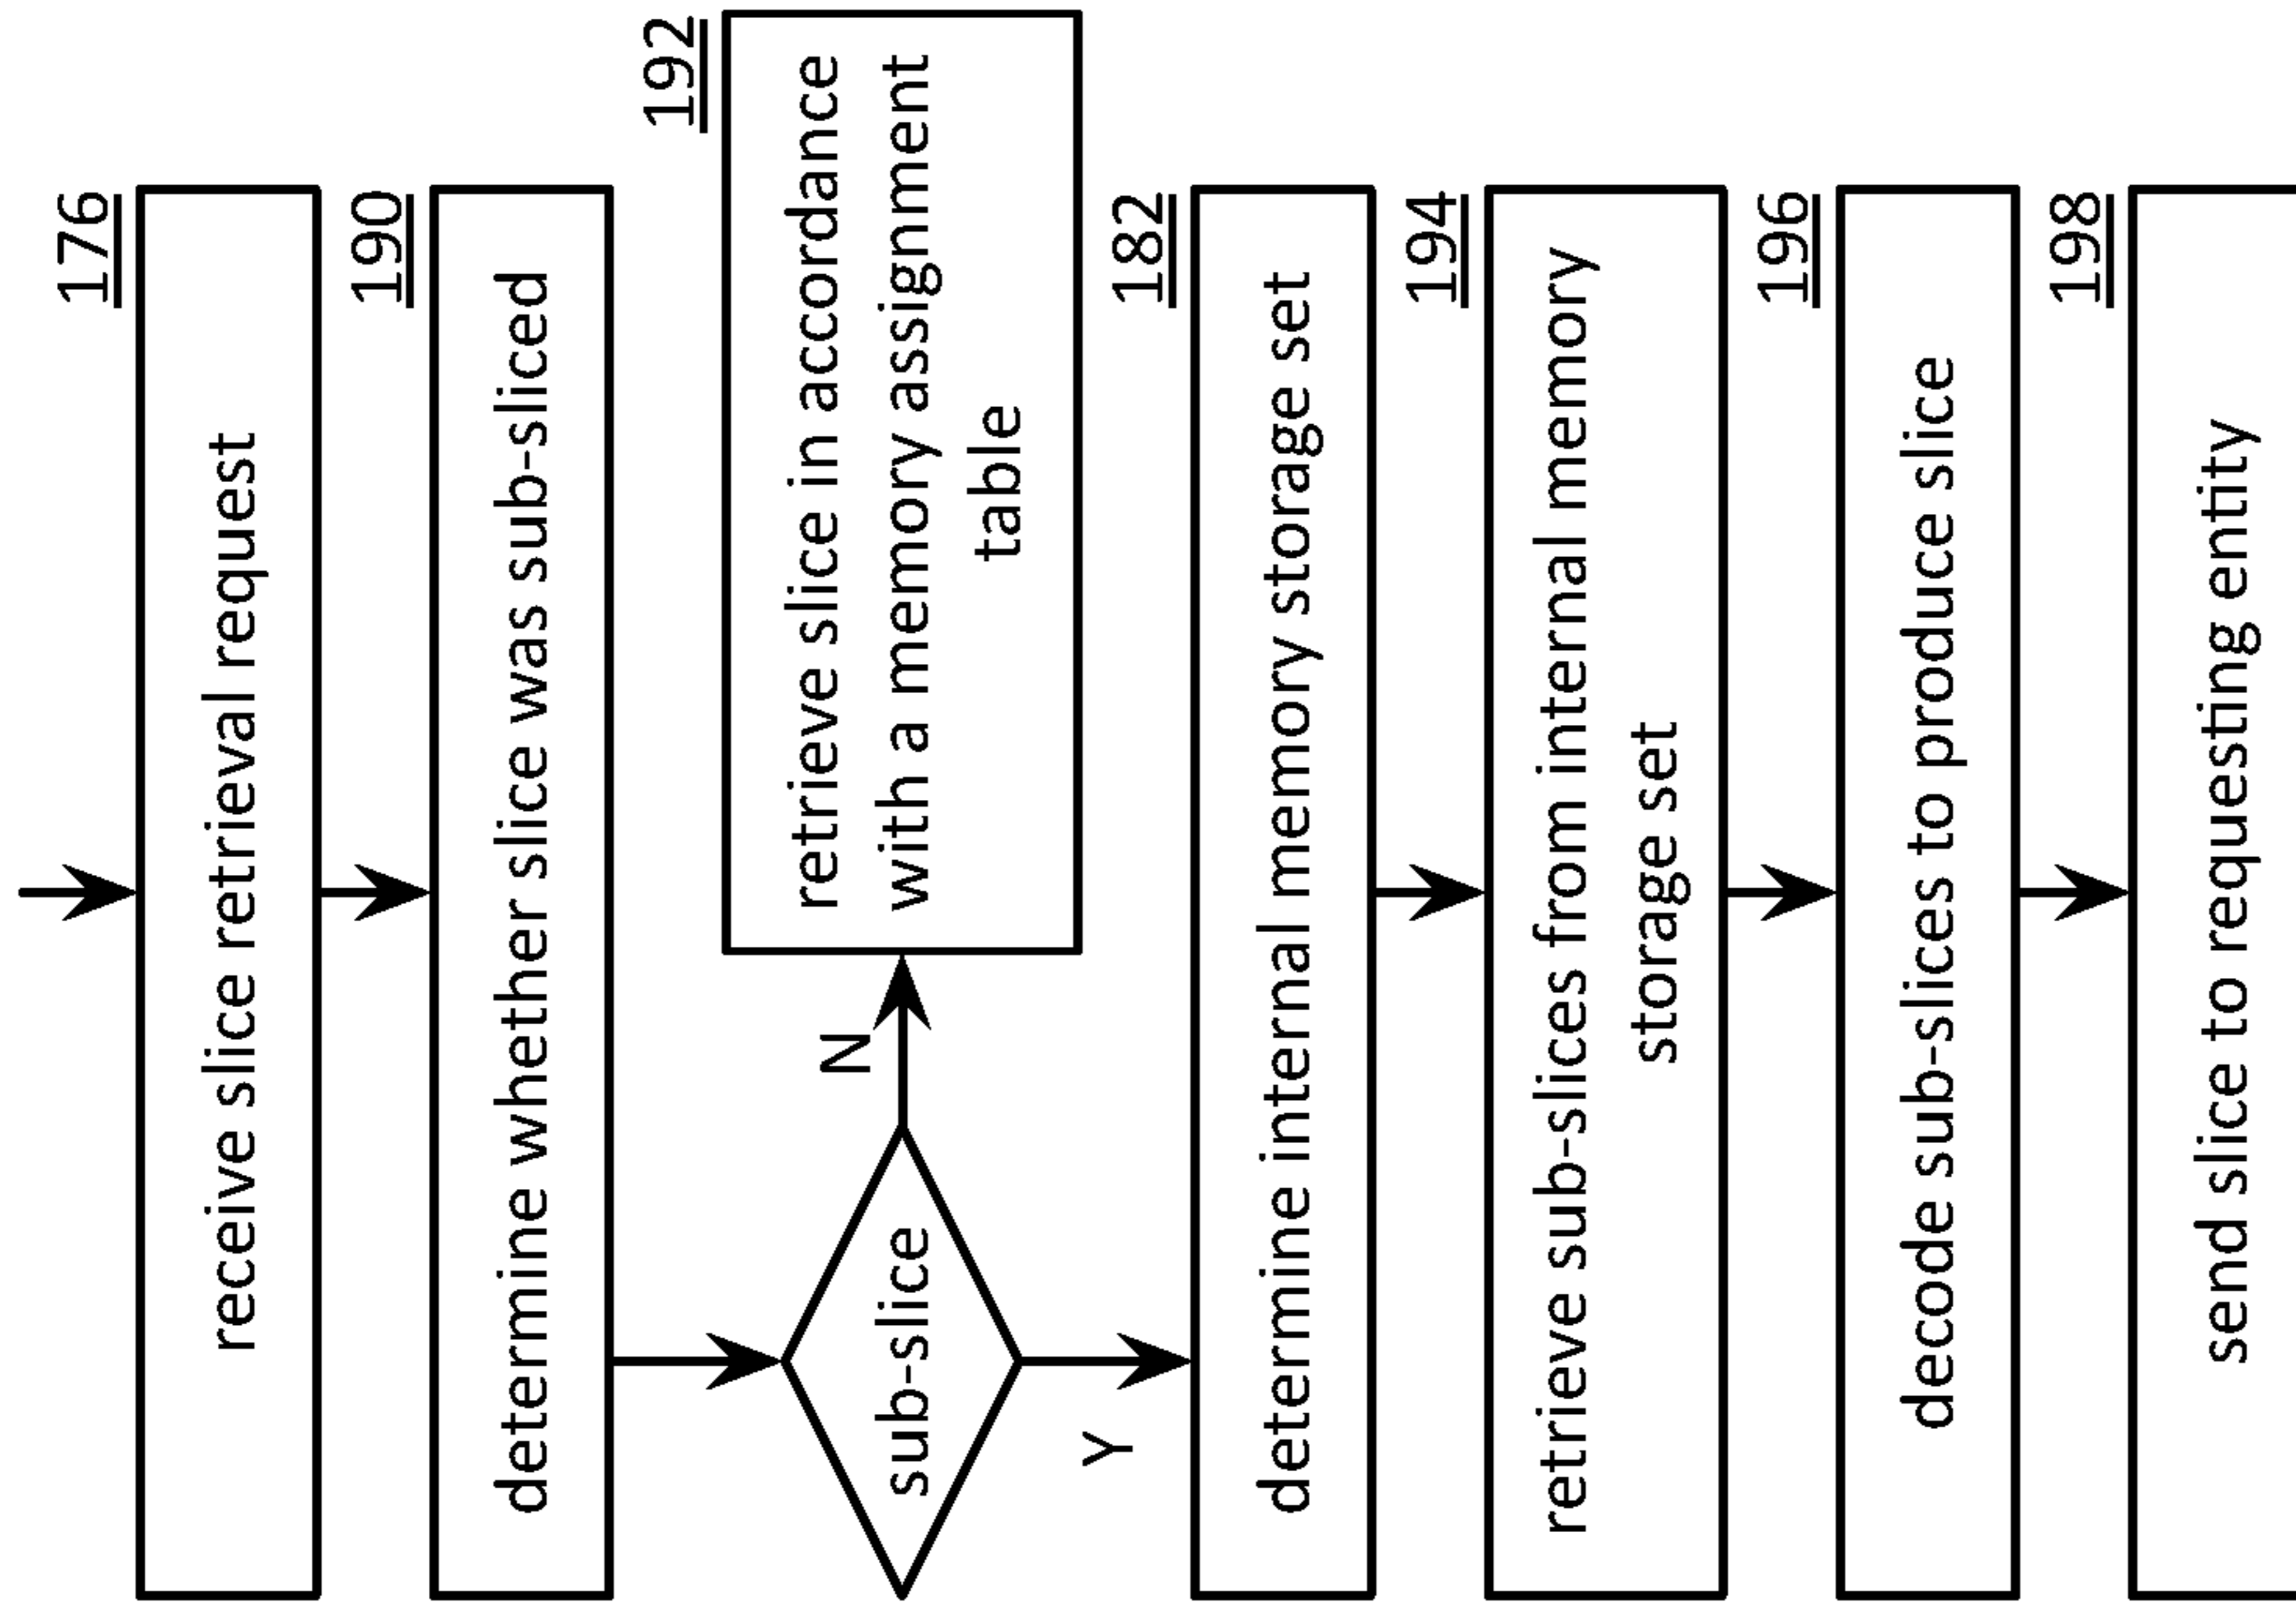 176
receive slice retrieval request
190
determine whether slice was sub-sliced
192
sub-slice
N
retrieve slice in accordance
with a memory assignment
table
Y
182
determine internal memory storage set
194
retrieve sub-slices from internal memory
storage set
196
decode sub-slices to produce slice
198
send slice to requesting entity